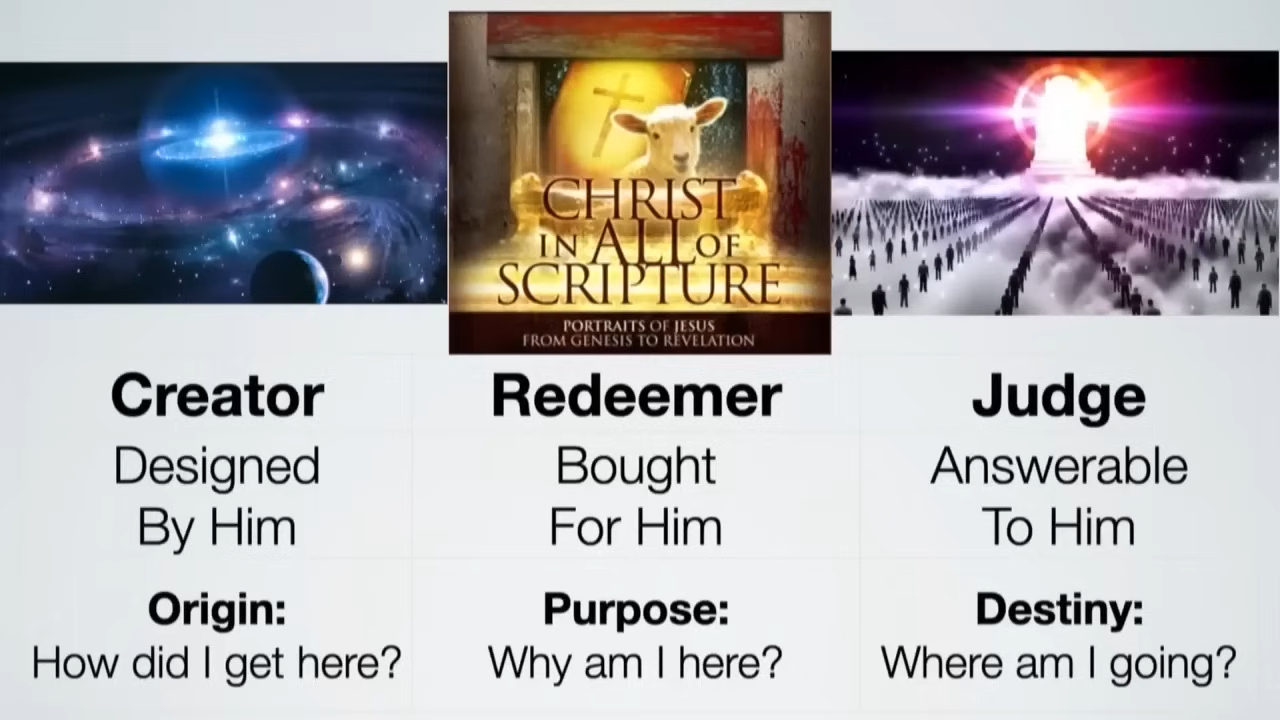 CHRIST
IN ALL OF
SCRIPTURE
PORTRAITS OF JESUS
FROM GENESIS TO REVELATION
Creator
Designed
By Him
Origin:
How did I get here?
Redeemer
Bought
For Him
Purpose:
Why am I here?
Judge
Answerable
To Him
Destiny:
Where am I going?